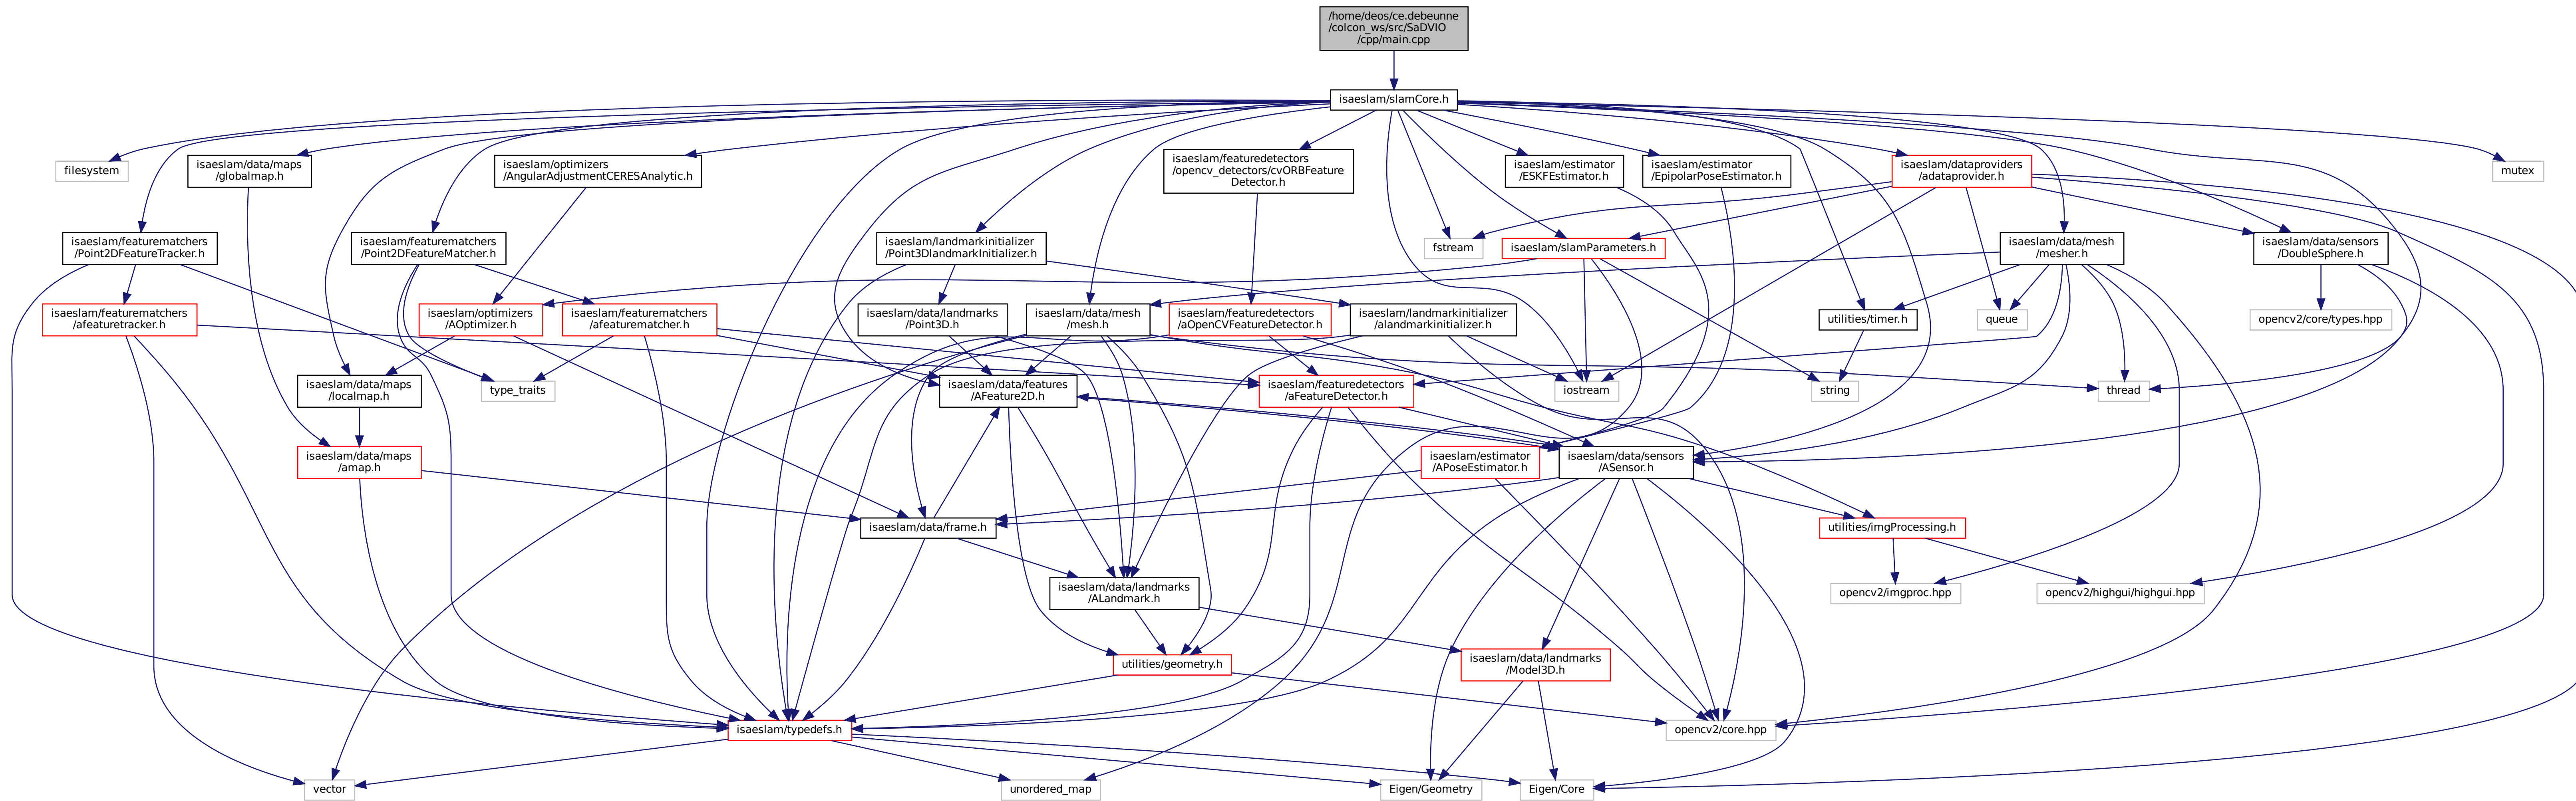 /home/deos/ce.debeunne
/colcon_ws/src/SaDVIO
/cpp/main.cpp
isaeslam/slamCore.h
filesystem
isaeslam/data/maps
/globalmap.h
isaeslam/optimizers
/AngularAdjustmentCERESAnalytic.h
isaeslam/featuredetectors
/opencv_detectors/cvORBFeature
Detector.h
isaeslam/estimator
/ESKFEstimator.h
isaeslam/estimator
/EpipolarPoseEstimator.h
isaeslam/dataproviders
/adataprovider.h
mutex
isaeslam/featurematchers
/Point2DFeatureTracker.h
isaeslam/featurematchers
/Point2DFeatureMatcher.h
isaeslam/landmarkinitializer
/Point3DlandmarkInitializer.h
fstream
isaeslam/slamParameters.h
isaeslam/data/mesh
/mesher.h
isaeslam/data/sensors
/DoubleSphere.h
isaeslam/featurematchers
/afeaturetracker.h
isaeslam/optimizers
/AOptimizer.h
isaeslam/featurematchers
/afeaturematcher.h
isaeslam/data/landmarks
/Point3D.h
isaeslam/data/mesh
/mesh.h
isaeslam/featuredetectors
/aOpenCVFeatureDetector.h
isaeslam/landmarkinitializer
/alandmarkinitializer.h
utilities/timer.h
queue
opencv2/core/types.hpp
isaeslam/data/maps
/localmap.h
type_traits
isaeslam/data/features
/AFeature2D.h
isaeslam/featuredetectors
/aFeatureDetector.h
iostream
string
thread
isaeslam/data/maps
/amap.h
isaeslam/estimator
/APoseEstimator.h
isaeslam/data/sensors
/ASensor.h
isaeslam/data/frame.h
utilities/imgProcessing.h
isaeslam/data/landmarks
/ALandmark.h
opencv2/imgproc.hpp
opencv2/highgui/highgui.hpp
utilities/geometry.h
isaeslam/data/landmarks
/Model3D.h
isaeslam/typedefs.h
opencv2/core.hpp
vector
unordered_map
Eigen/Geometry
Eigen/Core